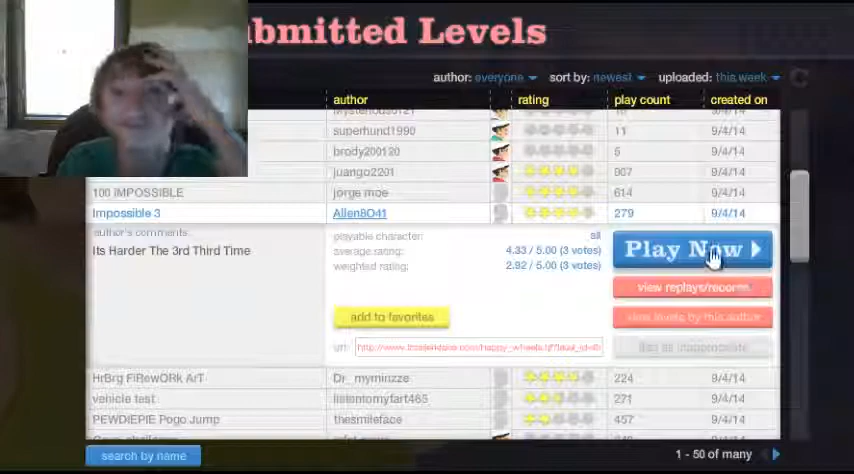 ubmitted Levels
author: everyone sort by: newest uploaded: this week
author rating play count created on
superhund1990 11 9/4/14
brody200120 5 9/4/14
juango2201 907 9/4/14
100 IMPOSSIBLE jorge moe 614 9/4/14
Impossible 3 Allen8O41 279 9/4/14
author's comments:
Its Harder The 3rd Third Time
playable character: all
average rating: 4.33 / 5.00 (3 votes)
weighted rating: 2.92 / 5.00 (3 votes)
Play Now
view replays/records
add to favorites
view levels by this author
url:
flag as inappropriate
HrBrg FiRewORk ArT Dr_myminzze 224 9/4/14
vehicle test listentomyfart465 271 9/4/14
PEWDIEPIE Pogo Jump thesmileface 457 9/4/14
search by name
1 - 50 of many